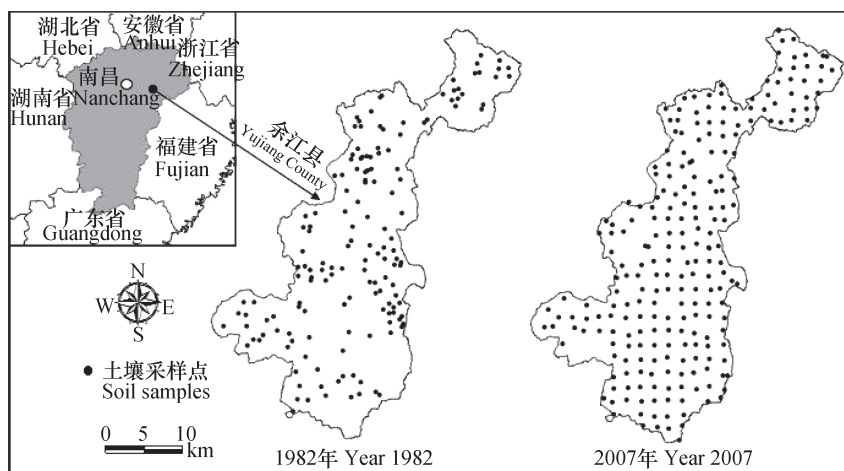 湖北省
Hebei
安徽省
Anhui
浙江省
Zhejiang
南昌
Nanchang
湖南省
Hunan
福建省
Fujian
广东省
Guangdong
余江县
Yujiang County
N
W
E
S
土壤采样点
Soil samples
0 5 10
km
1982年 Year 1982
2007年 Year 2007